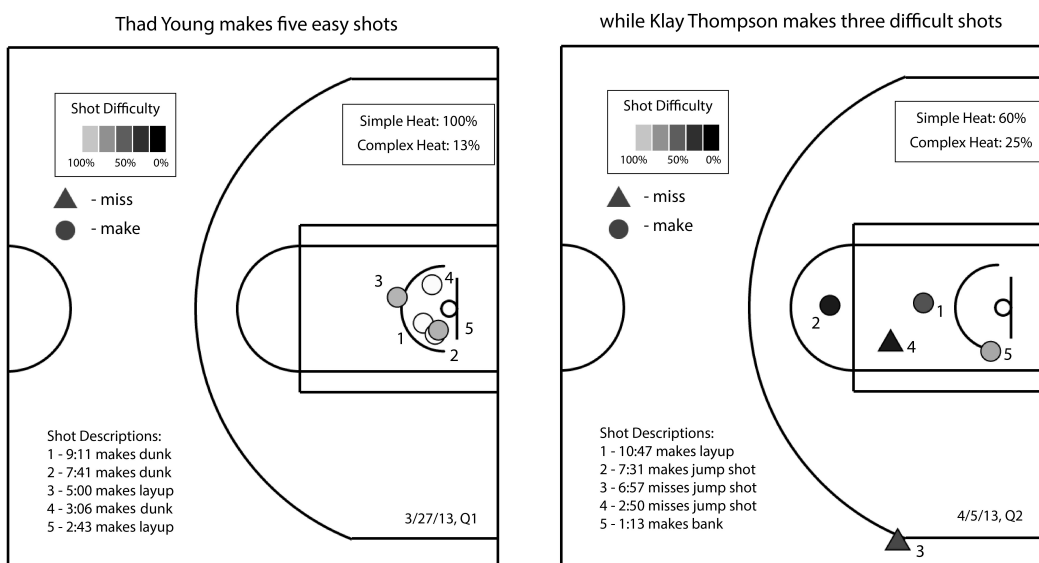 Thad Young makes five easy shots
Shot Difficulty
100% 50% 0%
- miss
- make
Simple Heat: 100%
Complex Heat: 13%
3
4
1
5
2
Shot Descriptions:
1 - 9:11 makes dunk
2 - 7:41 makes dunk
3 - 5:00 makes layup
4 - 3:06 makes dunk
5 - 2:43 makes layup
3/27/13, Q1
while Klay Thompson makes three difficult shots
Shot Difficulty
100% 50% 0%
- miss
- make
Simple Heat: 60%
Complex Heat: 25%
1
2
4
5
Shot Descriptions:
1 - 10:47 makes layup
2 - 7:31 makes jump shot
3 - 6:57 misses jump shot
4 - 2:50 misses jump shot
5 - 1:13 makes bank
4/5/13, Q2
3